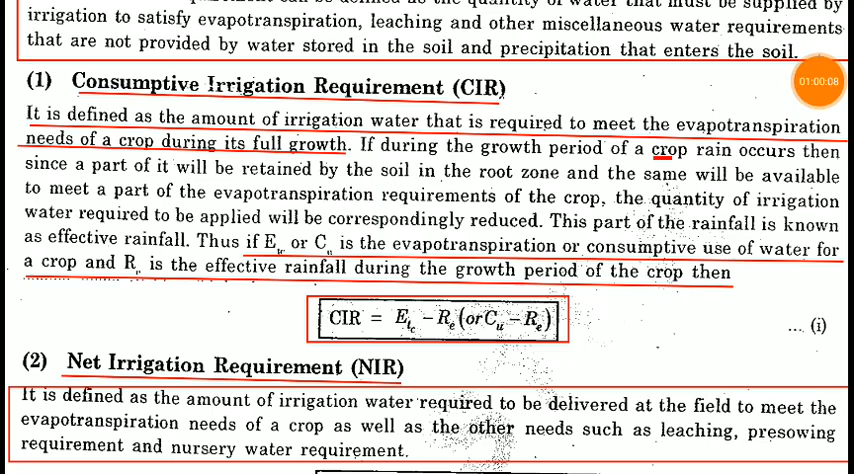 irrigation to satisfy evapotranspiration, leaching and other miscellaneous water requirements
that are not provided by water stored in the soil and precipitation that enters the soil.
(1) Consumptive Irrigation Requirement (CIR)
01:00:08
It is defined as the amount of irrigation water that is required to meet the evapotranspiration
needs of a crop during its full growth. If during the growth period of a crop rain occurs then
since a part of it will be retained by the soil in the root zone and the same will be available
to meet a part of the evapotranspiration requirements of the crop, the quantity of irrigation
water required to be applied will be correspondingly reduced. This part of the rainfall is known
as effective rainfall. Thus if E_tc or C_u is the evapotranspiration or consumptive use of water for
a crop and R_e is the effective rainfall during the growth period of the crop then
CIR = E_tc – R_e (or C_u – R_e) .... (i)
(2) Net Irrigation Requirement (NIR)
It is defined as the amount of irrigation water required to be delivered at the field to meet the
evapotranspiration needs of a crop as well as the other needs such as leaching, presowing
requirement and nursery water requirement.